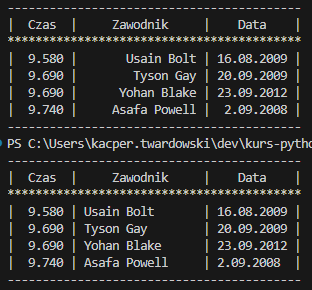 ------------------------------------------
|  Czas  |     Zawodnik     |    Data    |
******************************************
|  9.580 |       Usain Bolt | 16.08.2009 |
|  9.690 |        Tyson Gay | 20.09.2009 |
|  9.690 |      Yohan Blake | 23.09.2012 |
|  9.740 |     Asafa Powell |  2.09.2008 |
------------------------------------------
PS C:\Users\kacper.twardowski\dev\kurs-pytho
------------------------------------------
|  Czas  |     Zawodnik     |    Data    |
******************************************
|  9.580 | Usain Bolt       | 16.08.2009 |
|  9.690 | Tyson Gay        | 20.09.2009 |
|  9.690 | Yohan Blake      | 23.09.2012 |
|  9.740 | Asafa Powell     | 2.09.2008  |
------------------------------------------